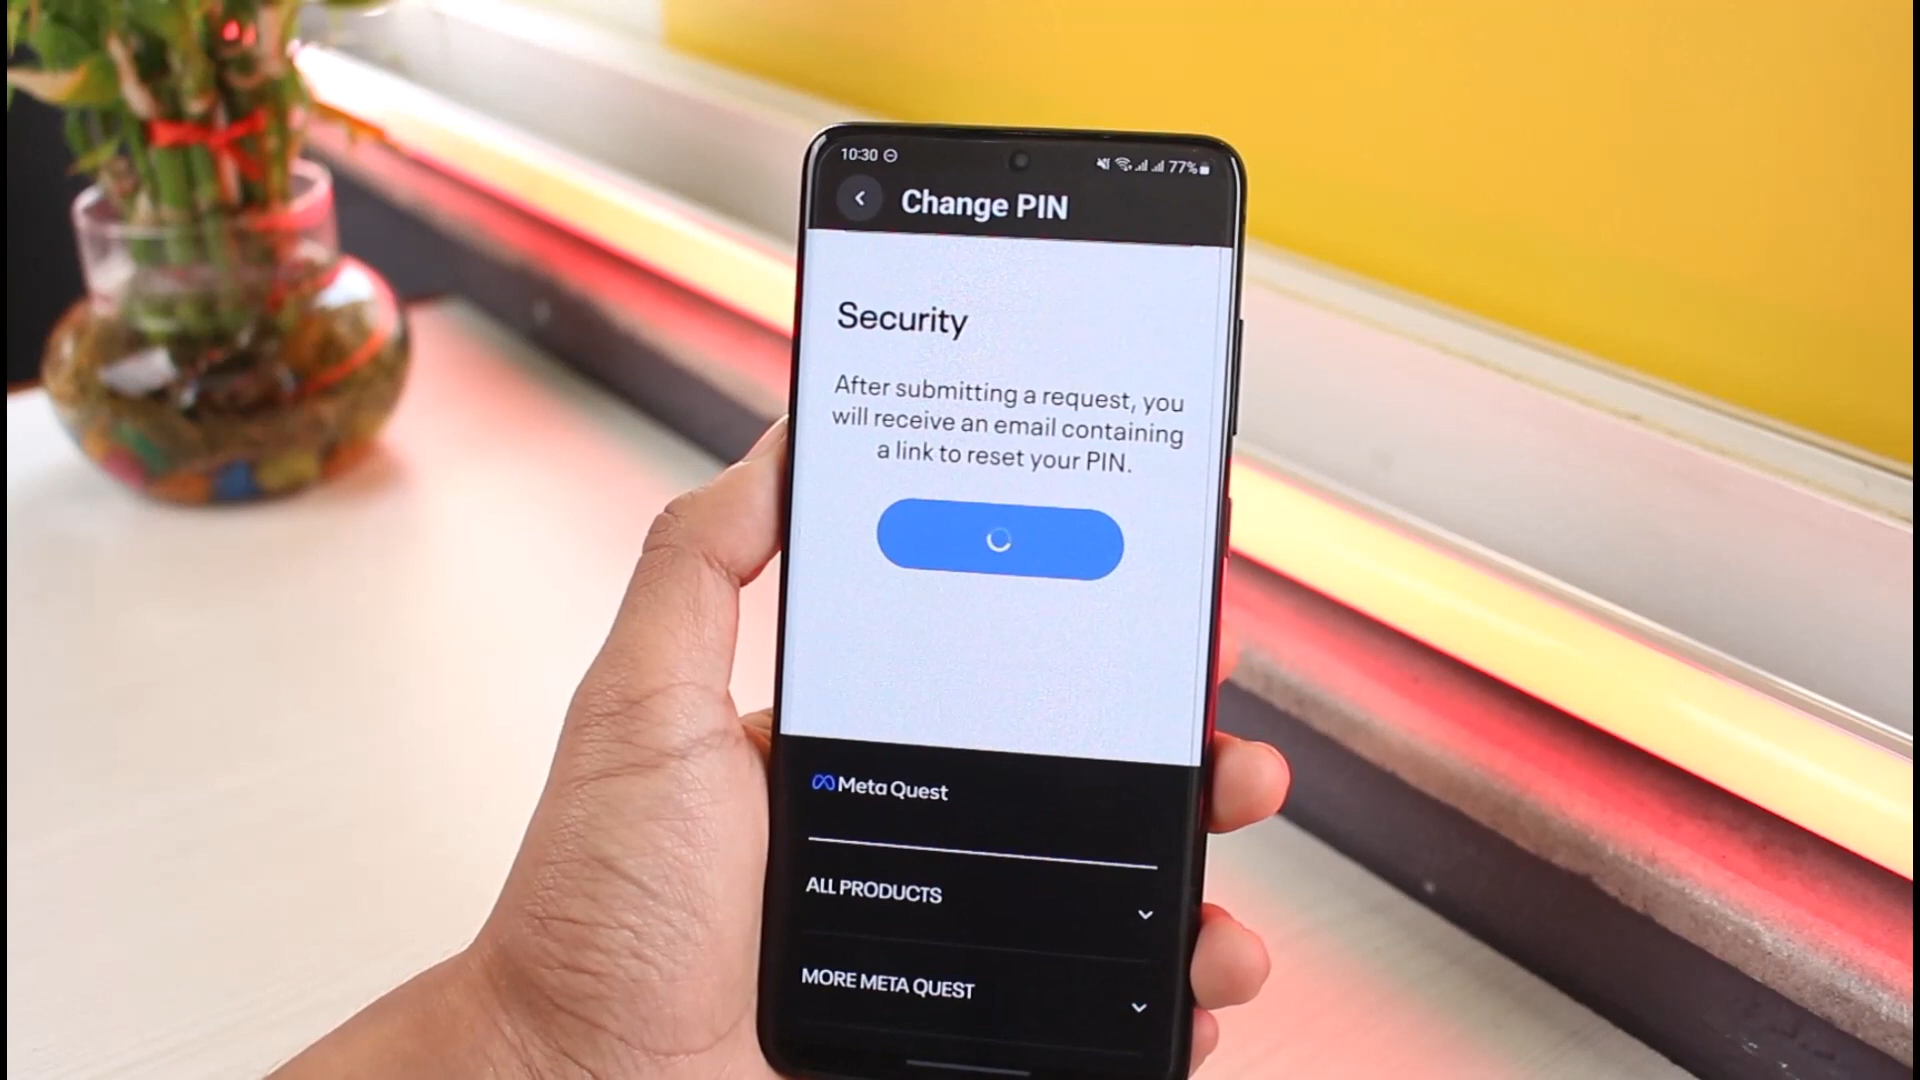 10:30 77%
Change PIN
Security
After submitting a request, you
will receive an email containing
a link to reset your PIN.
Meta Quest
ALL PRODUCTS
MORE META QUEST